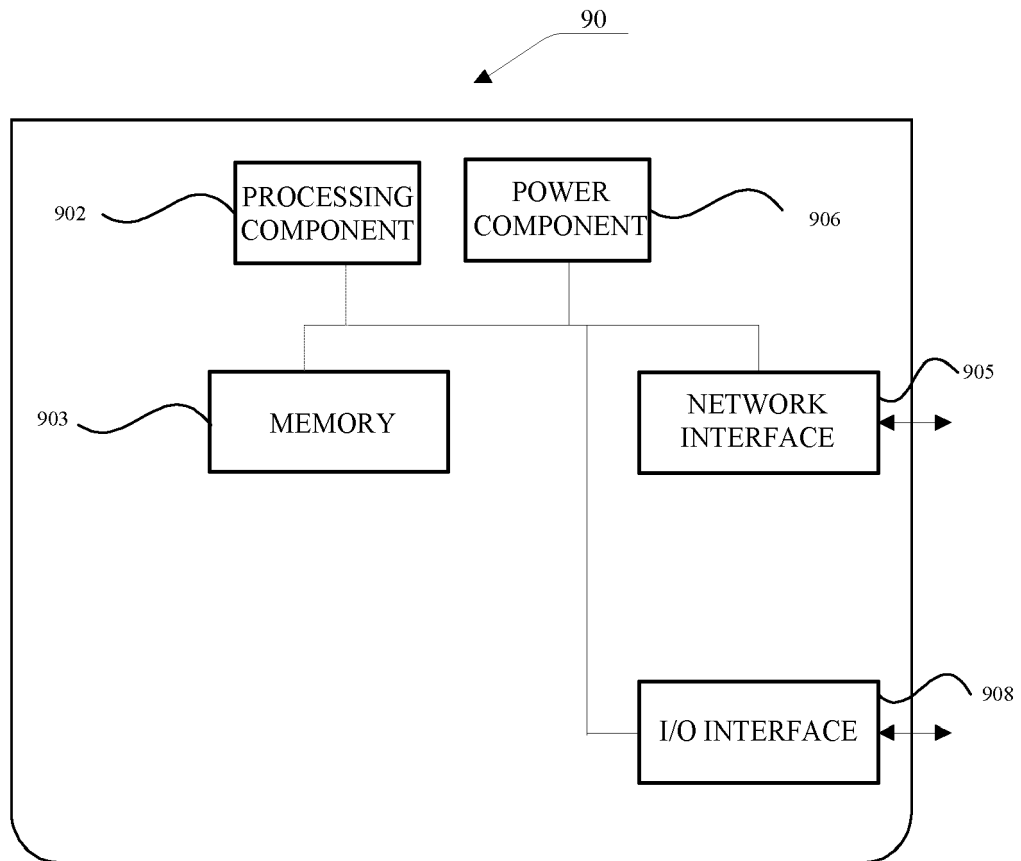 90
PROCESSING
COMPONENT
902
POWER
COMPONENT
906
MEMORY
903
NETWORK
INTERFACE
905
I/O INTERFACE
908